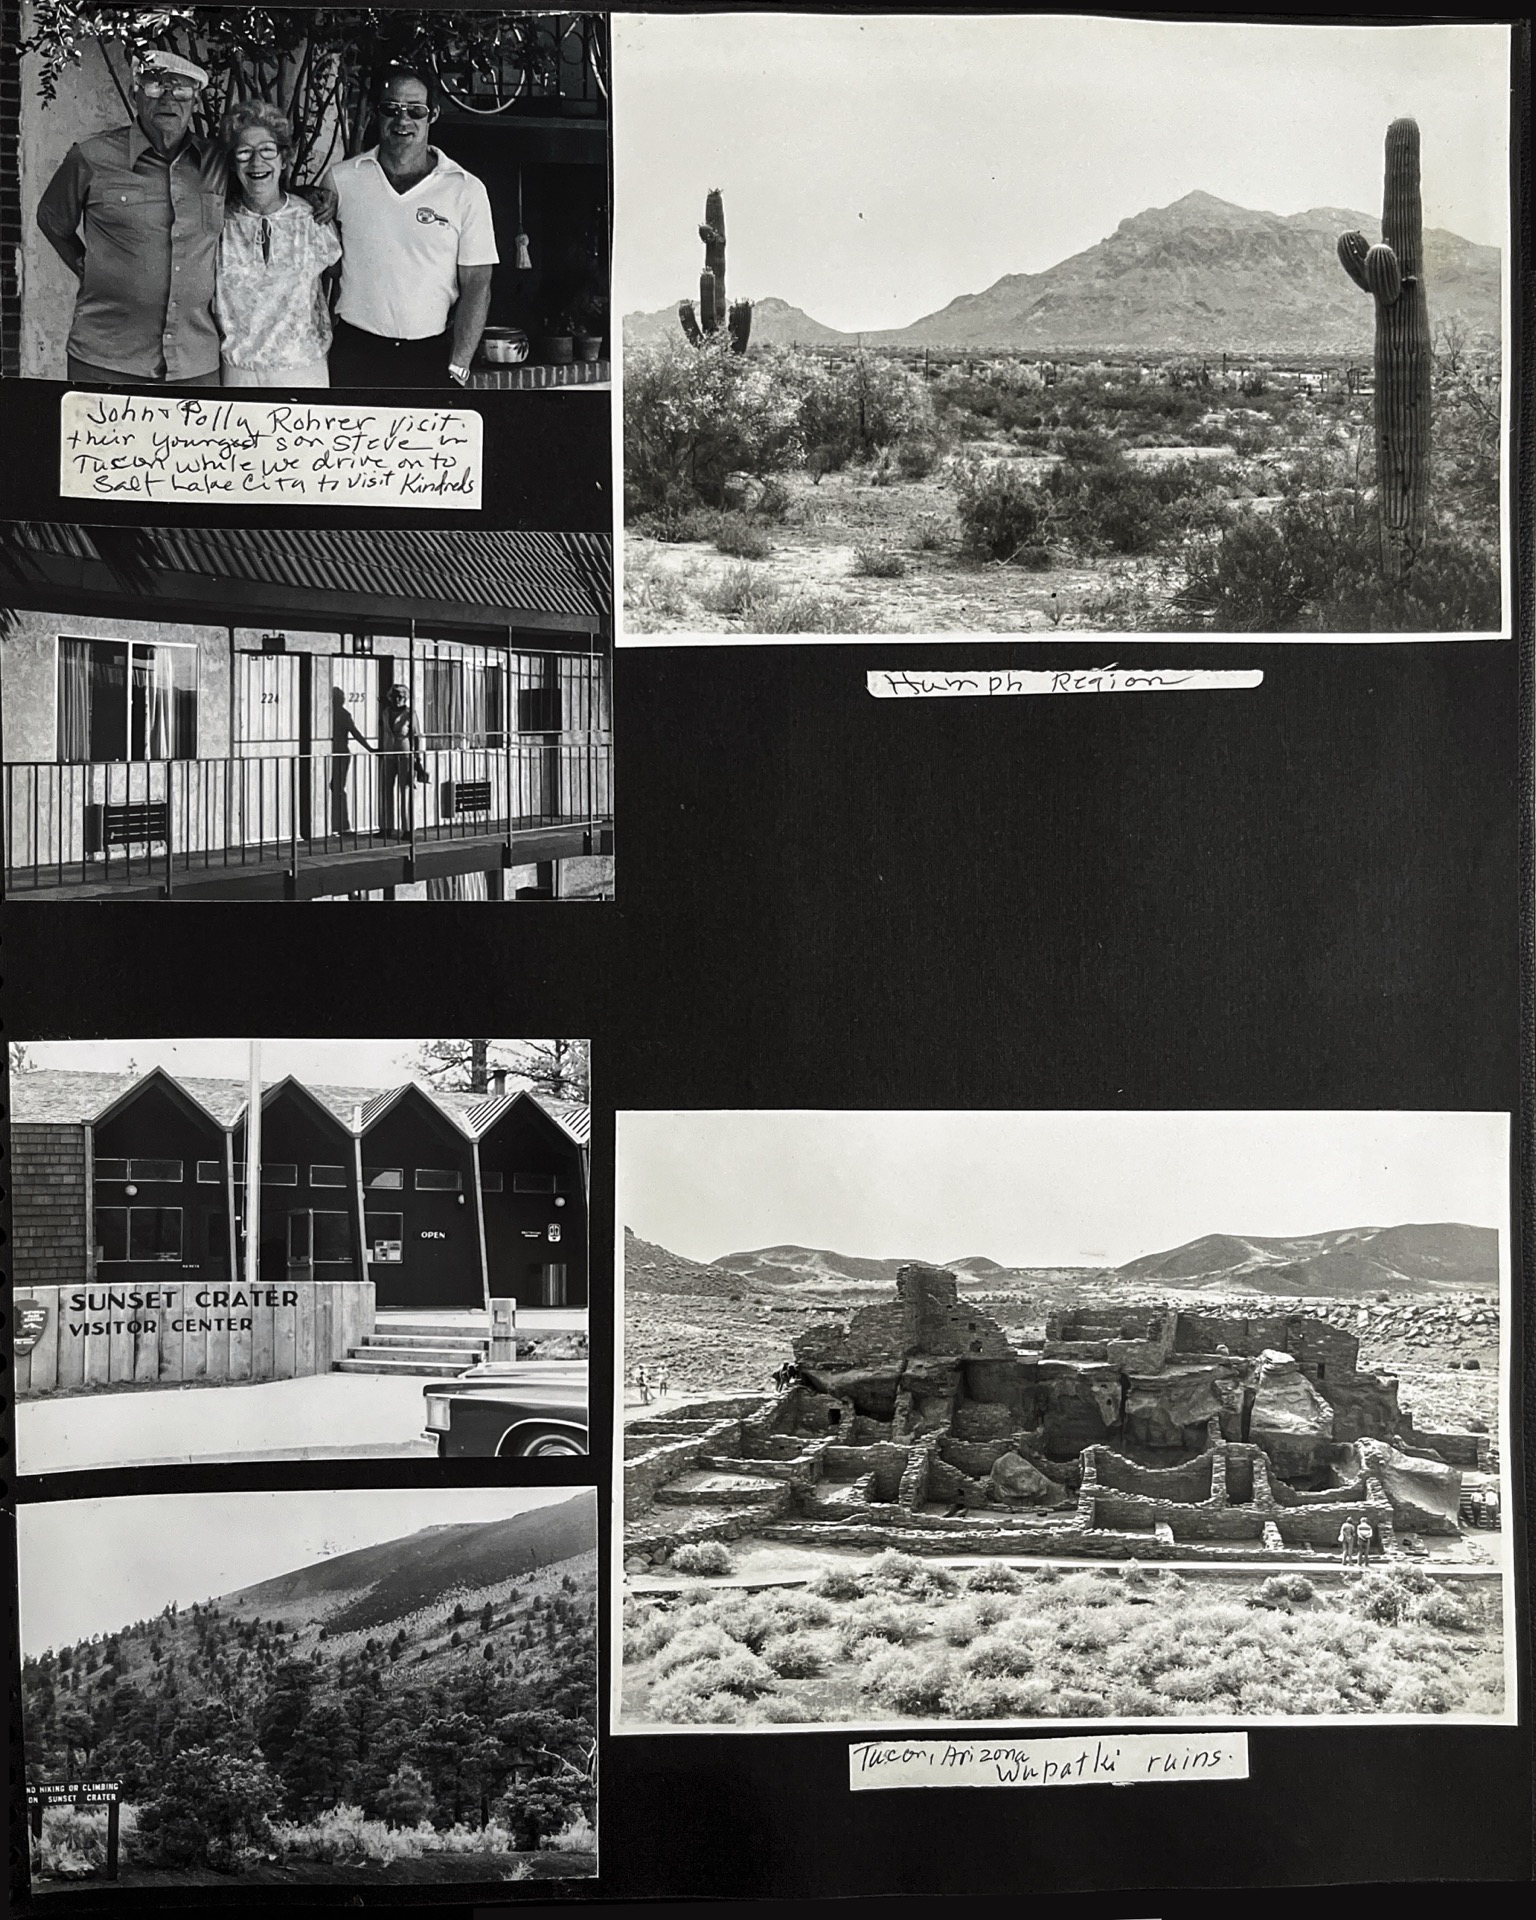 John & Polly Rohrer visit
their youngest son Steve in
Tucson while we drive on to
Salt Lake City to visit Kindreds
Humph Region
224
225
OPEN
SUNSET CRATER
VISITOR CENTER
NO HIKING OR CLIMBING
ON SUNSET CRATER
Tucson, Arizona
Wupatki ruins.